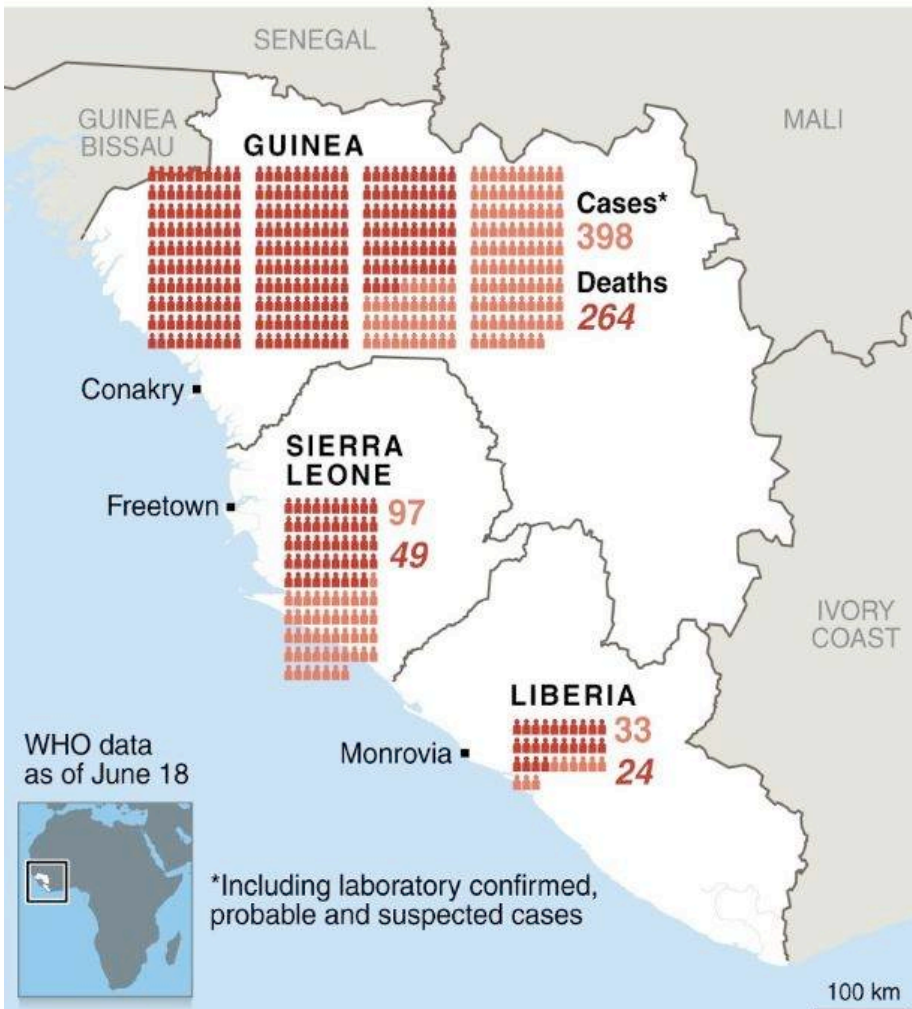 SENEGAL
GUINEA
BISSAU
MALI
GUINEA
Cases*
398
Deaths
264
Conakry
SIERRA
LEONE
Freetown
97
49
IVORY
COAST
LIBERIA
33
24
Monrovia
WHO data
as of June 18
*Including laboratory confirmed,
probable and suspected cases
100 km